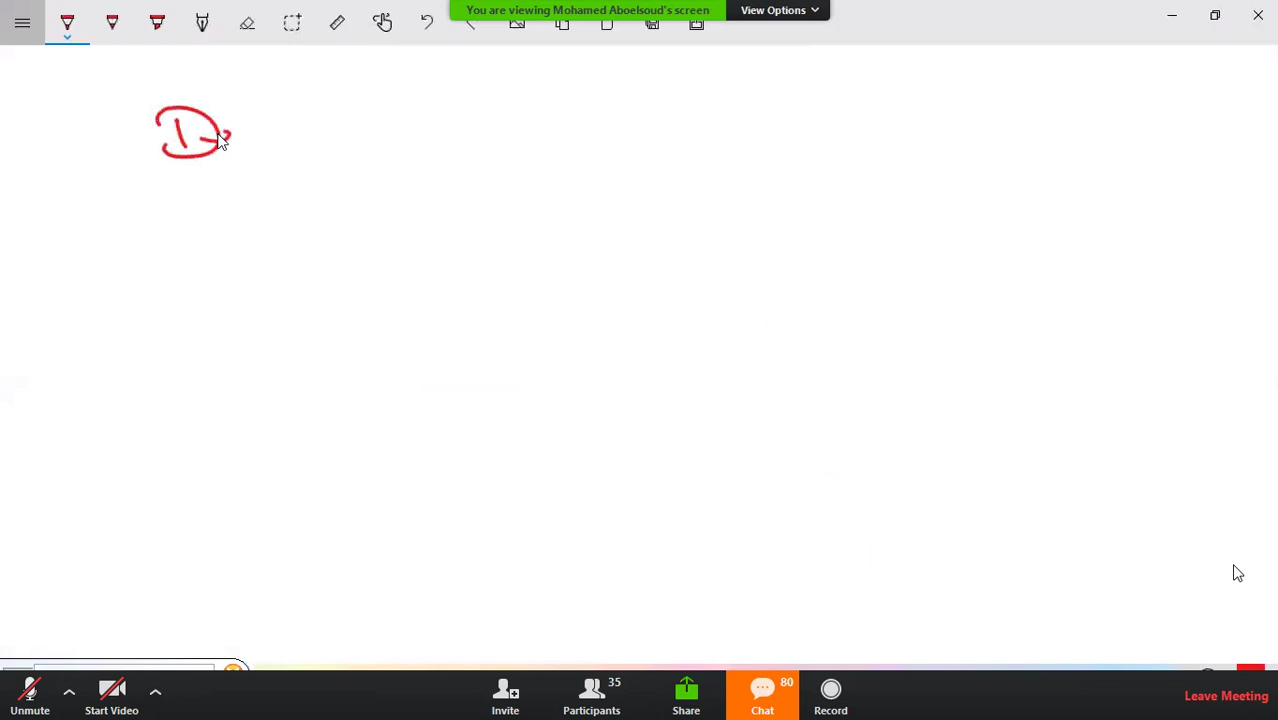 You are viewing Mohamed Aboelsoud's screen
View Options
D
Unmute
Start Video
Invite
Participants
35
Share
Chat
80
Record
Leave Meeting